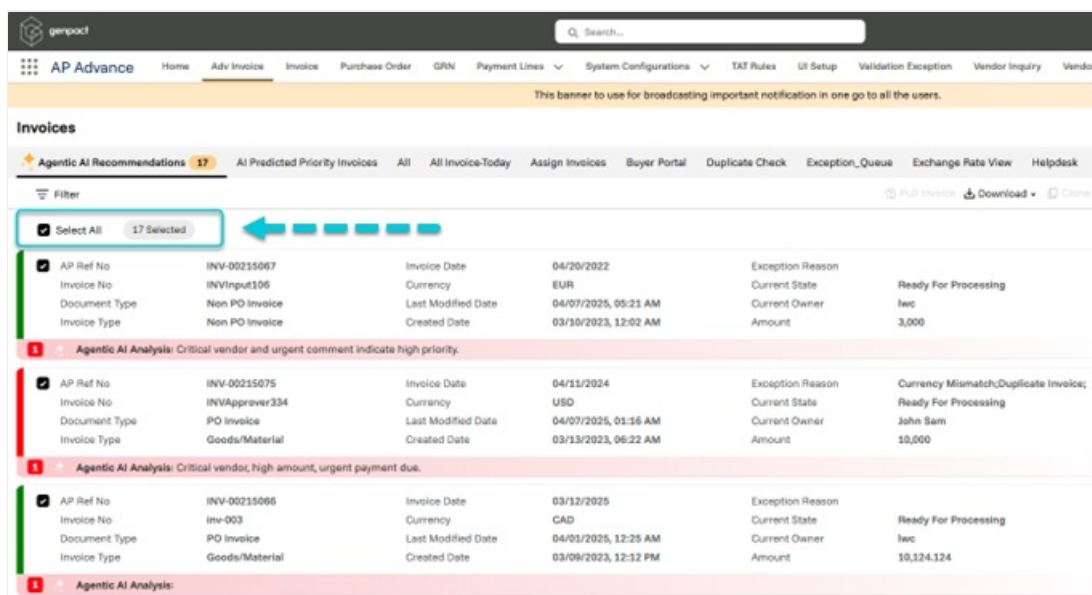 genpact
Search...
AP Advance Home Adv Invoice Invoice Purchase Order GRN Payment Lines System Configurations TAT Rules UI Setup Validation Exception Vendor Inquiry Vendo
This banner to use for broadcasting important notification in one go to all the users.
Invoices
Agentic AI Recommendations 17 AI Predicted Priority Invoices All All Invoice-Today Assign Invoices Buyer Portal Duplicate Check Exception_Queue Exchange Rate View Helpdesk
Filter Pull Invoice Download Clone
Select All 17 Selected
AP Ref No INV-00215067 Invoice Date 04/20/2022 Exception Reason
Invoice No INVInput106 Currency EUR Current State Ready For Processing
Document Type Non PO Invoice Last Modified Date 04/07/2025, 05:21 AM Current Owner lwc
Invoice Type Non PO Invoice Created Date 03/10/2023, 12:02 AM Amount 3,000
1 Agentic AI Analysis: Critical vendor and urgent comment indicate high priority.
AP Ref No INV-00215075 Invoice Date 04/11/2024 Exception Reason Currency Mismatch;Duplicate Invoice;
Invoice No INVApprover334 Currency USD Current State Ready For Processing
Document Type PO Invoice Last Modified Date 04/07/2025, 01:16 AM Current Owner John Sam
Invoice Type Goods/Material Created Date 03/13/2023, 06:22 AM Amount 10,000
1 Agentic AI Analysis: Critical vendor, high amount, urgent payment due.
AP Ref No INV-00215066 Invoice Date 03/12/2025 Exception Reason
Invoice No inv-003 Currency CAD Current State Ready For Processing
Document Type PO Invoice Last Modified Date 04/01/2025, 12:25 AM Current Owner lwc
Invoice Type Goods/Material Created Date 03/09/2023, 12:12 PM Amount 10,124.124
1 Agentic AI Analysis: